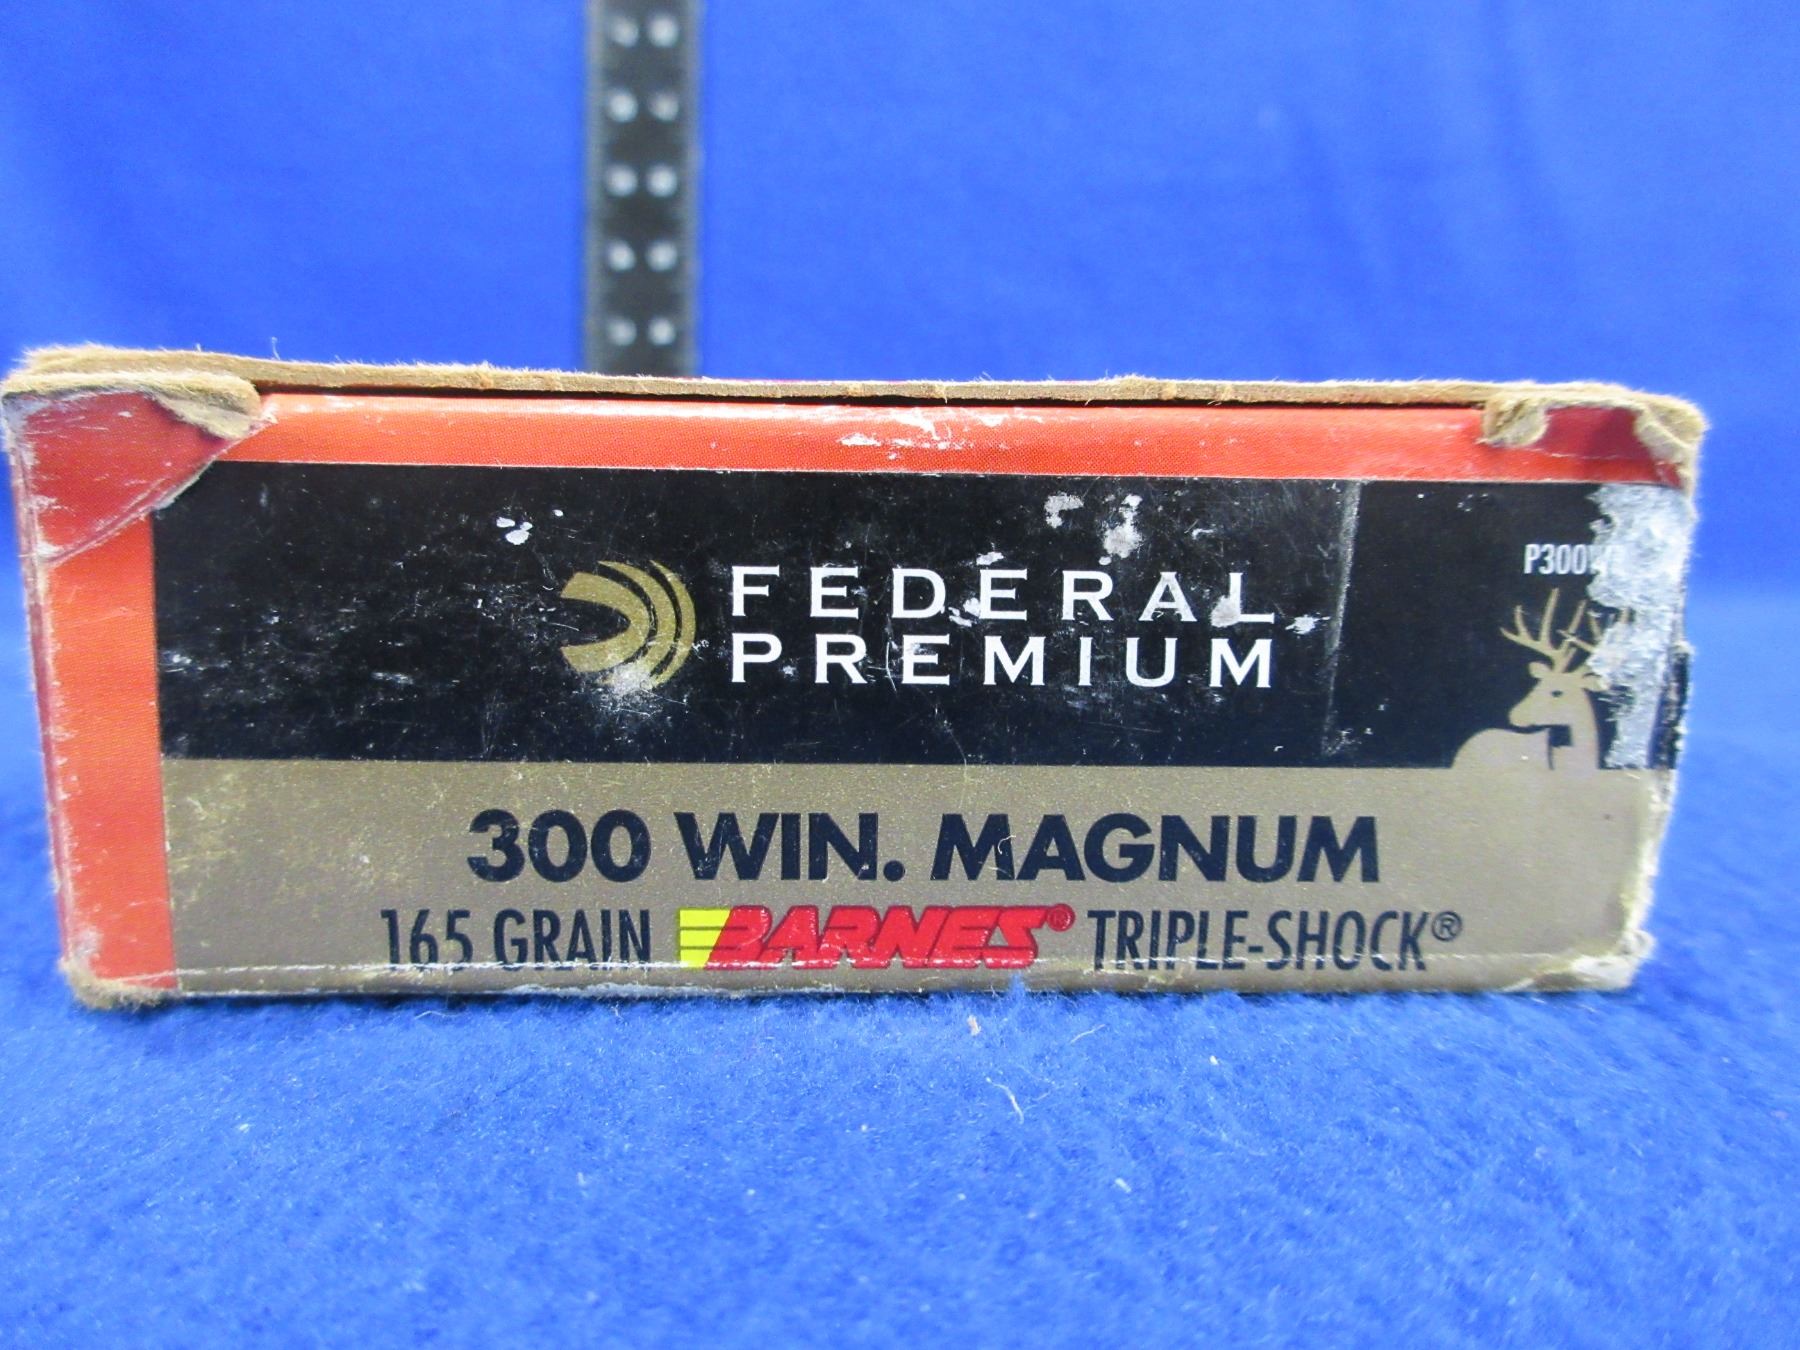 FEDERAL
PREMIUM
300 WIN. MAGNUM
165 GRAIN BARNES® TRIPLE-SHOCK®